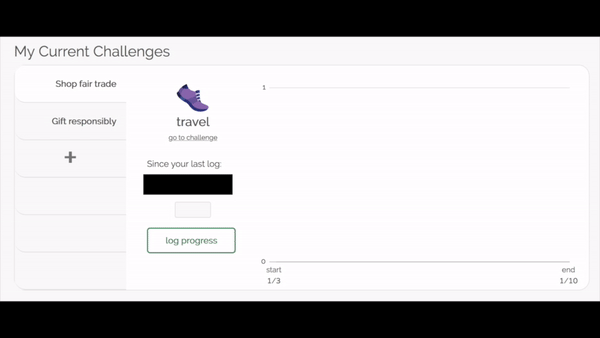 My Current Challenges
Shop fair trade
Gift responsibly
+
travel
go to challenge
Since your last log:
log progress
1
0
start
1/3
end
1/10